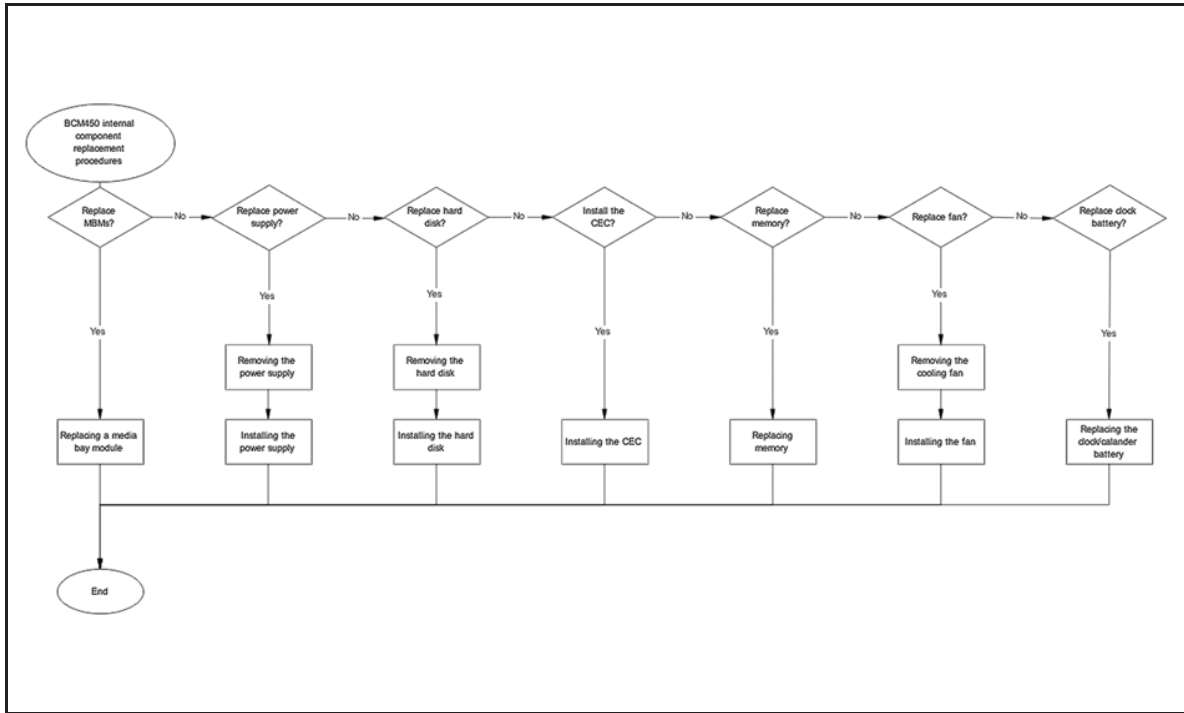 BCM450 internal
component
replacement
procedures
Replace
MBMs?
No
Replace power
supply?
No
Replace hard
disk?
No
Install the
CEC?
No
Replace
memory?
No
Replace fan?
No
Replace clock
battery?
Yes
Yes
Yes
Yes
Yes
Yes
Yes
Removing the
power supply
Removing the
hard disk
Removing the
cooling fan
Replacing a media
bay module
Installing the
power supply
Installing the hard
disk
Installing the CEC
Replacing
memory
Installing the fan
Replacing the
clock/calander
battery
End